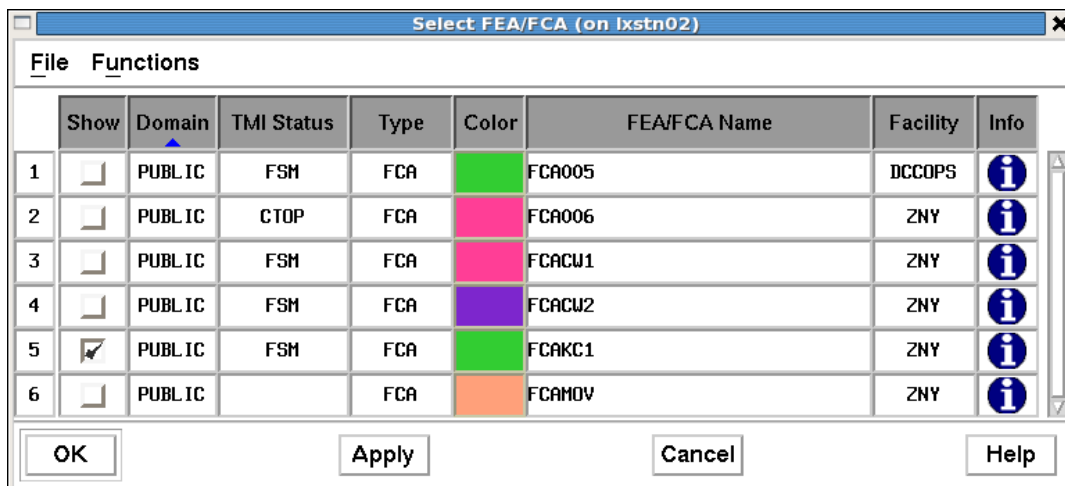 Select FEA/FCA (on lxstn02)
File Functions
Show Domain TMI Status Type Color FEA/FCA Name Facility Info
1 PUBLIC FSM FCA FCA005 DCCOPS i
2 PUBLIC CTOP FCA FCA006 ZNY i
3 PUBLIC FSM FCA FCACW1 ZNY i
4 PUBLIC FSM FCA FCACW2 ZNY i
5 PUBLIC FSM FCA FCAKC1 ZNY i
6 PUBLIC FCA FCAMOV ZNY i
OK Apply Cancel Help